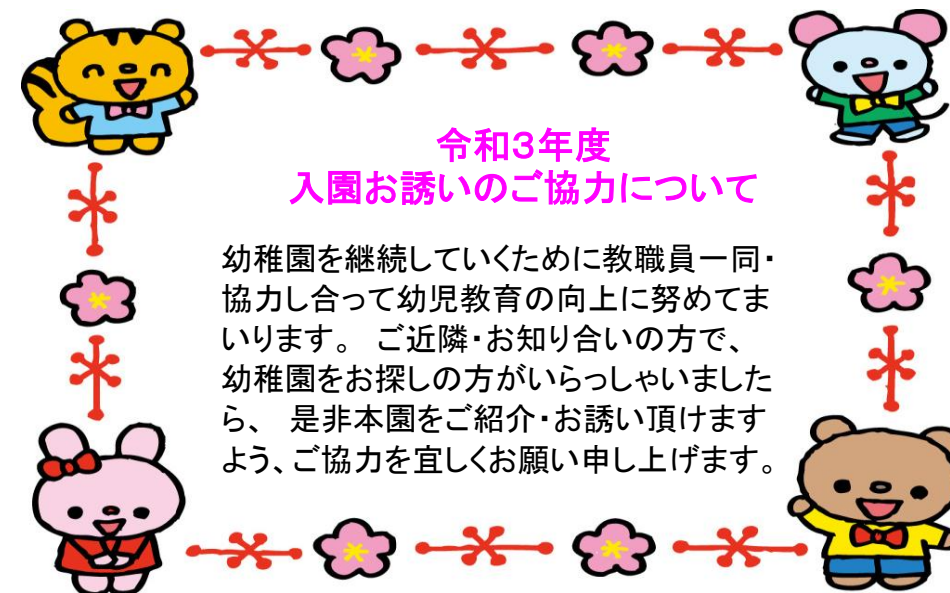 令和3年度
入園お誘いのご協力について
幼稚園を継続していくために教職員一同・
協力し合って幼児教育の向上に努めてま
いります。 ご近隣・お知り合いの方で、
幼稚園をお探しの方がいらっしゃいました
ら、 是非本園をご紹介・お誘い頂けます
よう、ご協力を宜しくお願い申し上げます。